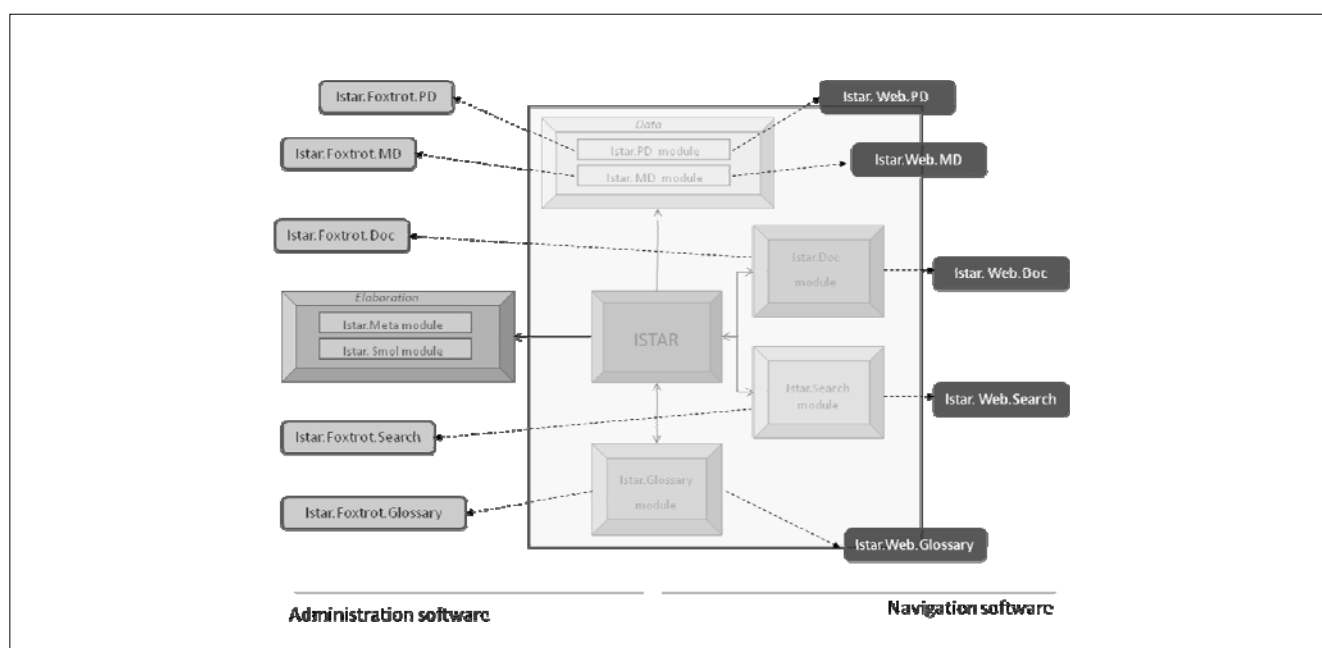 Istar.Foxtrot.PD
Istar.Web.PD
Data
Istar.PD module
Istar.Foxtrot.MD
Istar.Web.MD
Istar.MD module
Istar.Foxtrot.Doc
Istar.Doc
module
Istar.Web.Doc
Elaboration
Istar.Meta module
Istar.Smol module
ISTAR
Istar.Search
module
Istar.Web.Search
Istar.Foxtrot.Search
Istar.Glossary
module
Istar.Foxtrot.Glossary
Istar.Web.Glossary
Administration software
Navigation software